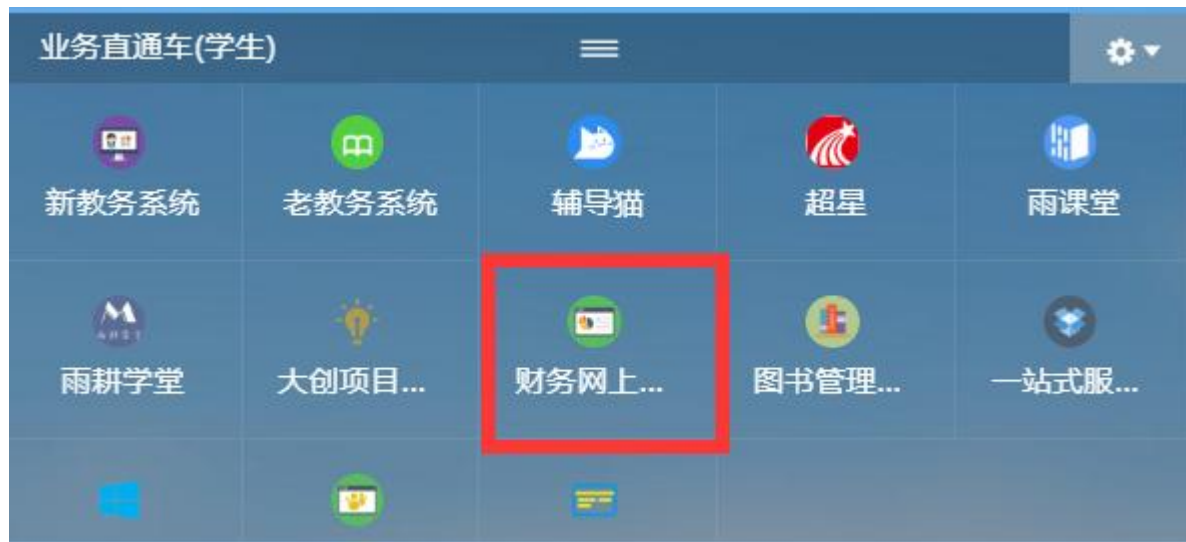 业务直通车(学生)
新教务系统
老教务系统
辅导猫
超星
雨课堂
雨耕学堂
大创项目...
财务网上...
图书管理...
一站式服...